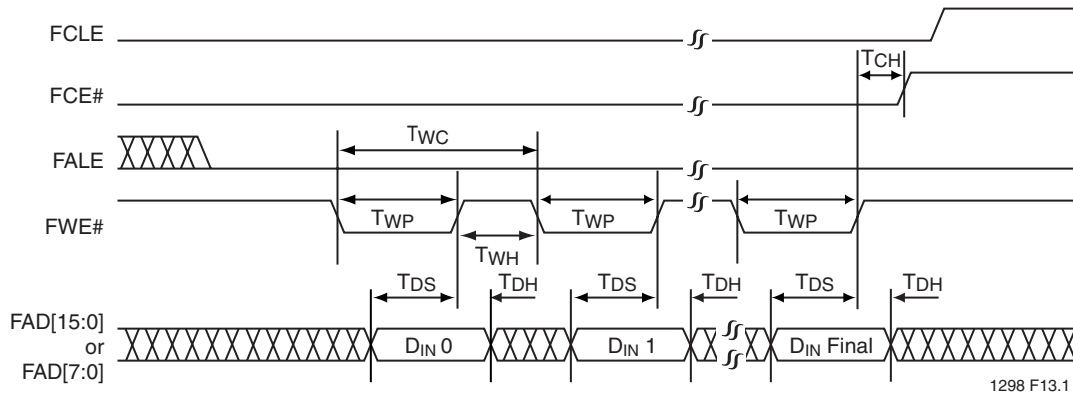 FCLE
TCH
FCE#
TWC
FALE
TWP TWP TWP
FWE#
TWH
TDS TDH TDS TDH TDS TDH
FAD[15:0]
or
FAD[7:0]
DIN 0 DIN 1 DIN Final
1298 F13.1